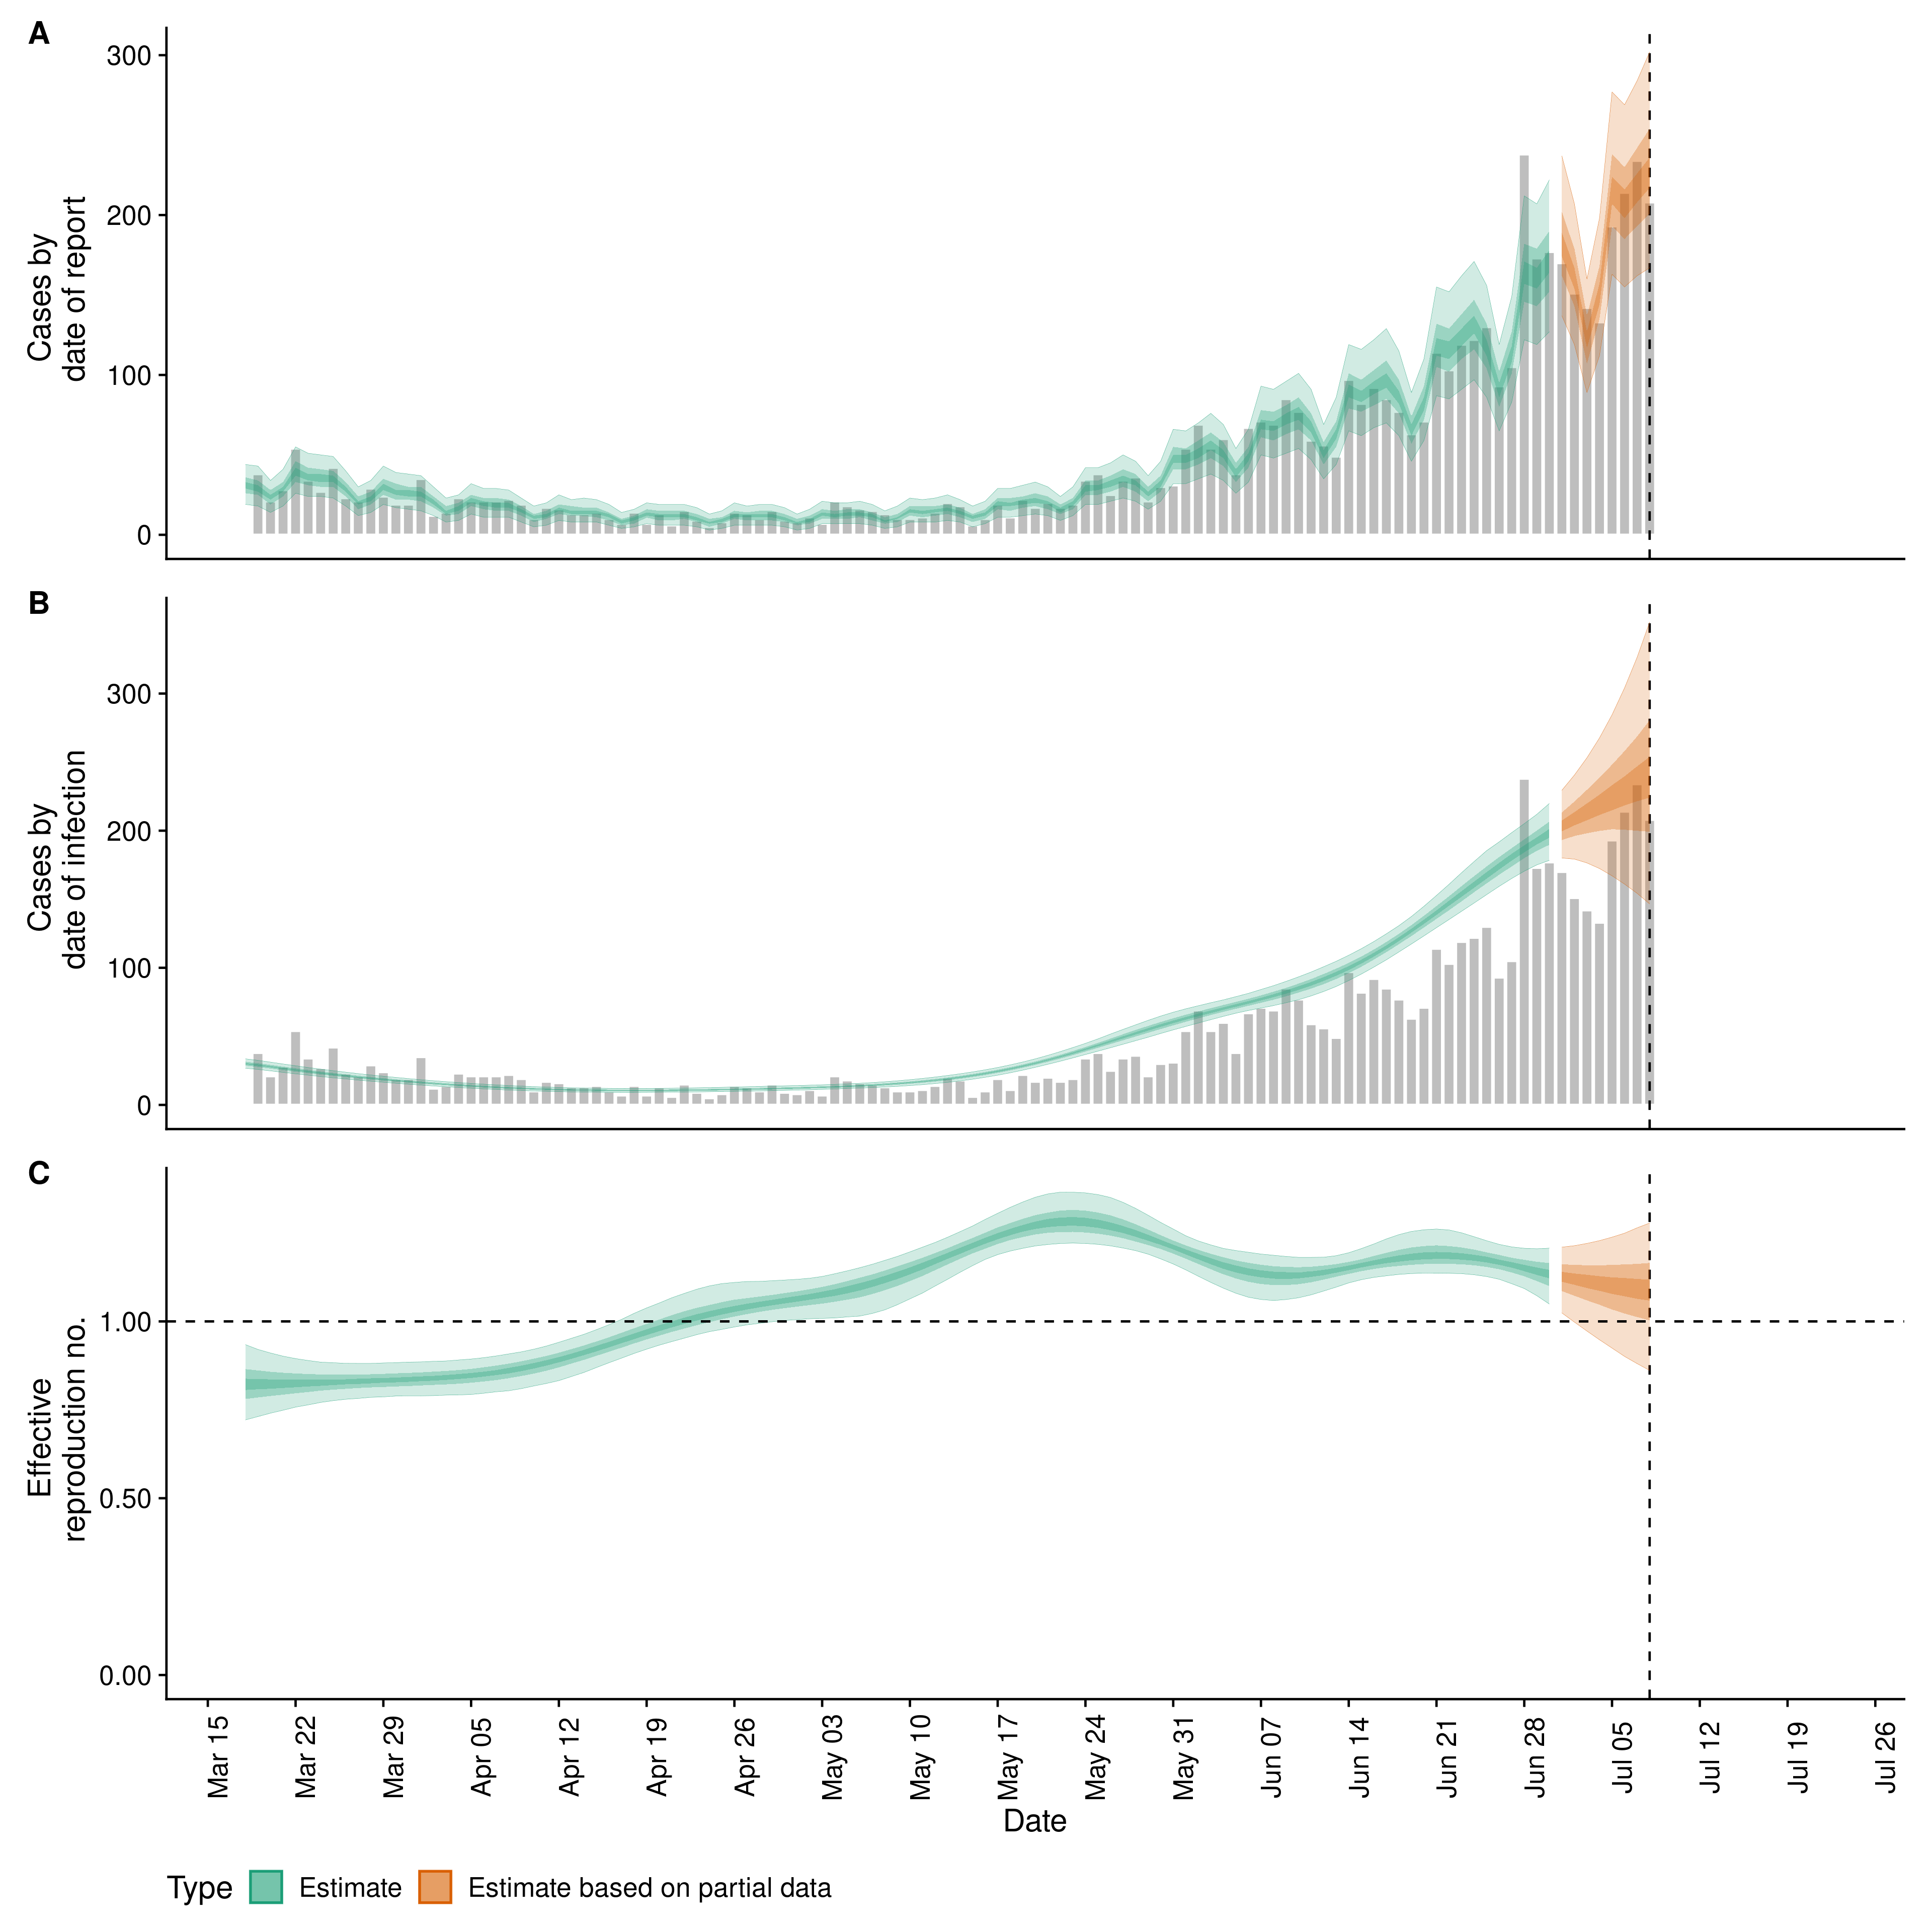 A
300
200
100
0
Cases by
date of report
B
300
200
100
0
Cases by
date of infection
C
1.00
0.50
0.00
Effective
reproduction no.
Mar 15
Mar 22
Mar 29
Apr 05
Apr 12
Apr 19
Apr 26
May 03
May 10
May 17
May 24
May 31
Jun 07
Jun 14
Jun 21
Jun 28
Jul 05
Jul 12
Jul 19
Jul 26
Date
Type Estimate Estimate based on partial data